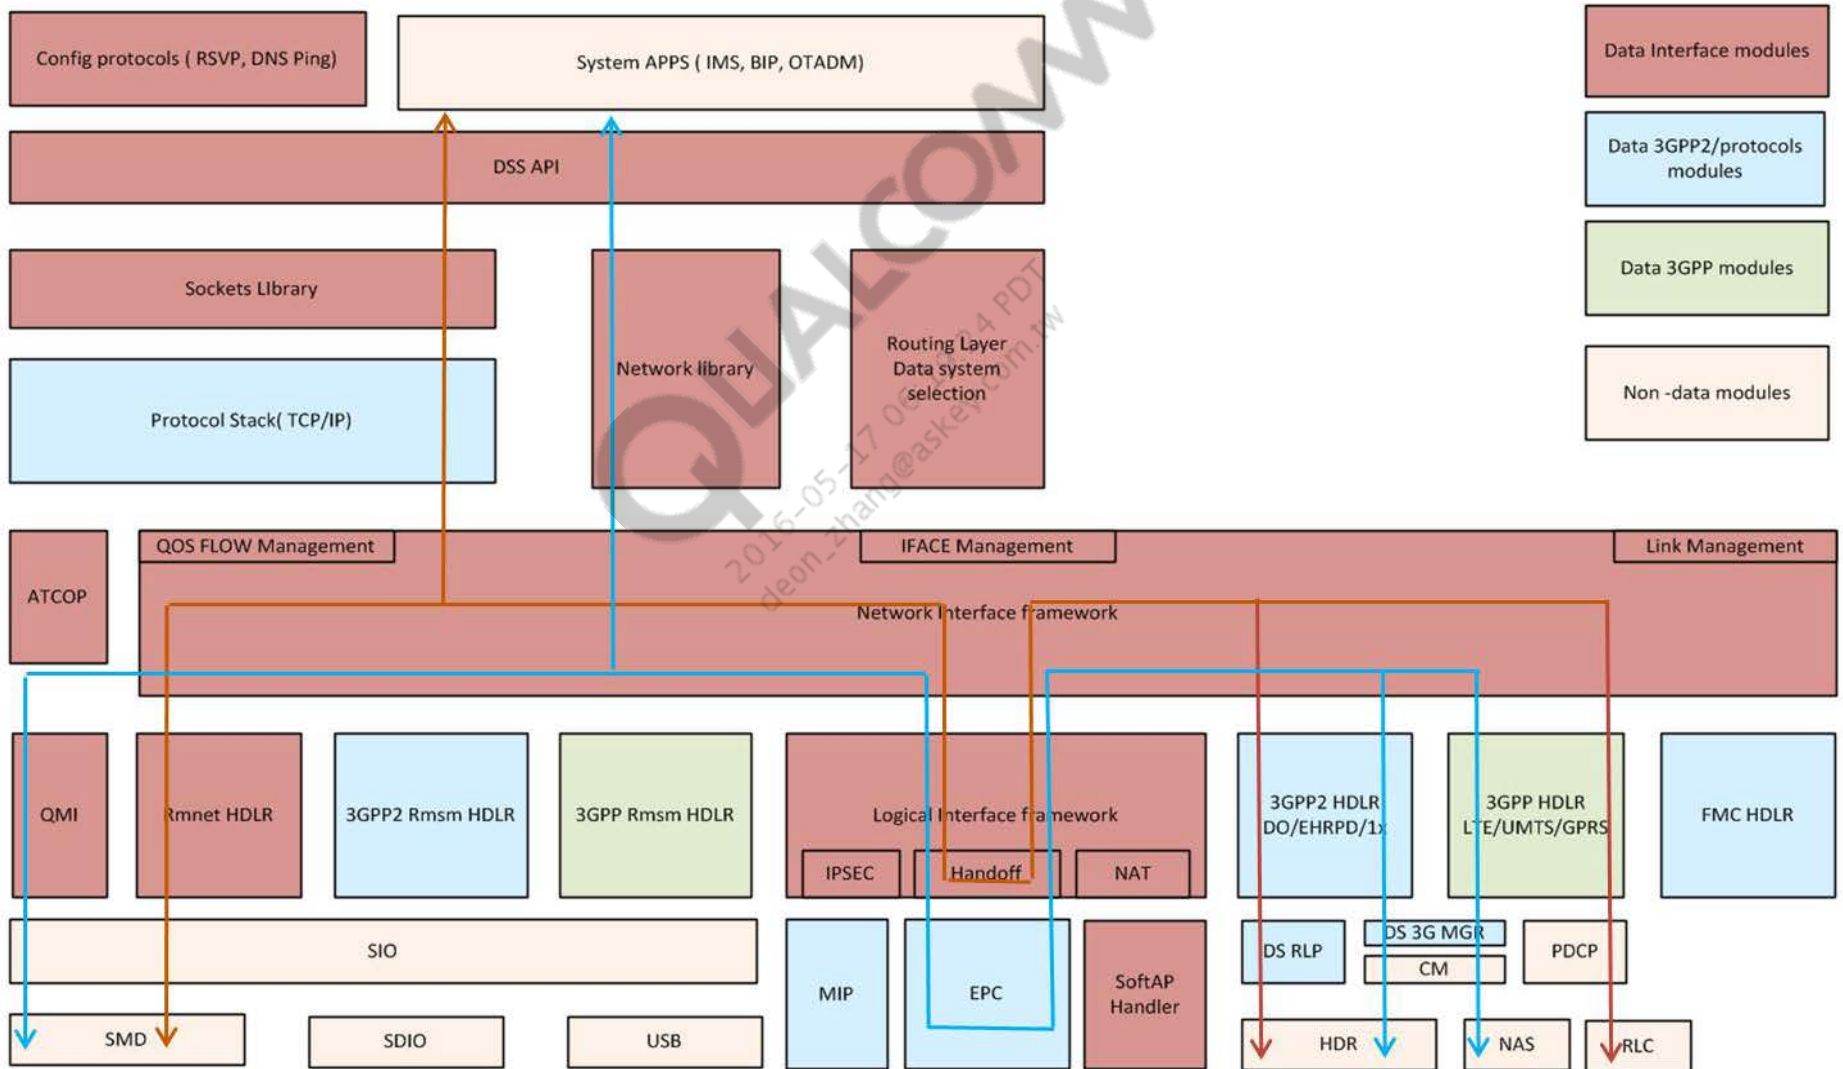 Config protocols ( RSVP, DNS Ping)
System APPS ( IMS, BIP, OTADM)
Data Interface modules
DSS API
Data 3GPP2/protocols
modules
Sockets LIbrary
Network library
Routing Layer
Data system
selection
Data 3GPP modules
Protocol Stack( TCP/IP)
Non -data modules
QUALCOMM
deon_zhang@askey.com.tw
ATCOP
QOS FLOW Management
IFACE Management
Link Management
Network Interface framework
QMI
Rmnet HDLR
3GPP2 Rmsm HDLR
3GPP Rmsm HDLR
Logical Interface framework
IPSEC
Handoff
NAT
3GPP2 HDLR
DO/EHRPD/1x
3GPP HDLR
LTE/UMTS/GPRS
FMC HDLR
SIO
MIP
EPC
SoftAP
Handler
DS RLP
DS 3G MGR
CM
PDCP
SMD
SDIO
USB
HDR
NAS
RLC